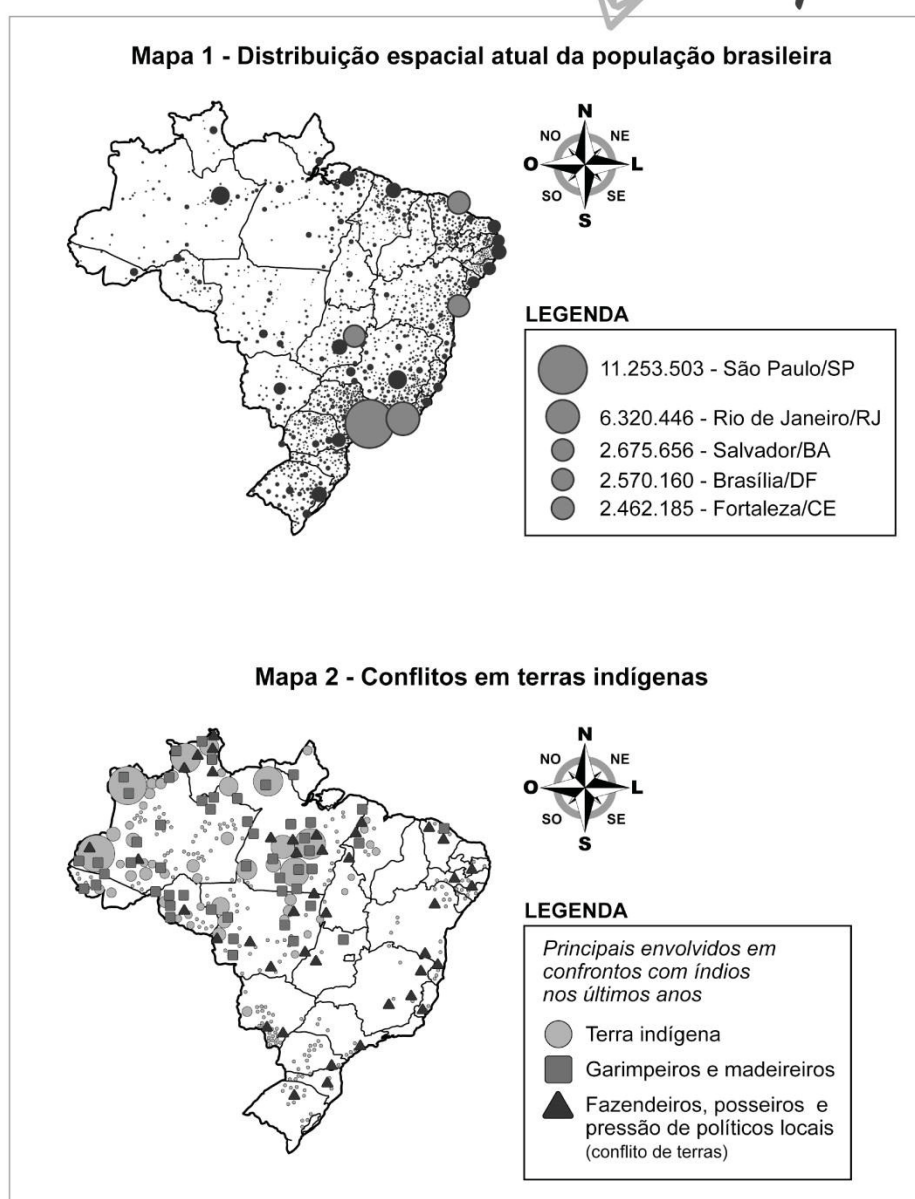 Mapa 1 - Distribuição espacial atual da população brasileira
N
NO NE
O L
SO SE
S
LEGENDA
11.253.503 - São Paulo/SP
6.320.446 - Rio de Janeiro/RJ
2.675.656 - Salvador/BA
2.570.160 - Brasília/DF
2.462.185 - Fortaleza/CE
Mapa 2 - Conflitos em terras indígenas
N
NO NE
O L
SO SE
S
LEGENDA
Principais envolvidos em
confrontos com índios
nos últimos anos
Terra indígena
Garimpeiros e madeireiros
Fazendeiros, posseiros e
pressão de políticos locais
(conflito de terras)